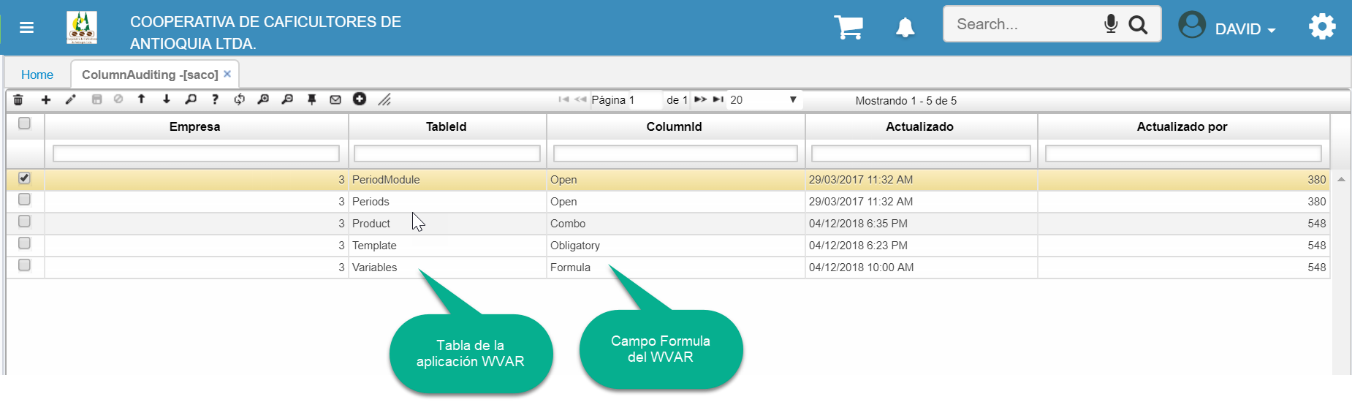 COOPERATIVA DE CAFICULTORES DE
ANTIOQUIA LTDA.
Search...
DAVID
Home
ColumnAuditing -[saco] ×
Página 1 de 1 20
Mostrando 1 - 5 de 5
Empresa TableId ColumnId Actualizado Actualizado por
3 PeriodModule Open 29/03/2017 11:32 AM 380
3 Periods Open 29/03/2017 11:32 AM 380
3 Product Combo 04/12/2018 6:35 PM 548
3 Template Obligatory 04/12/2018 6:23 PM 548
3 Variables Formula 04/12/2018 10:00 AM 548
Tabla de la
aplicación WVAR
Campo Formula
del WVAR